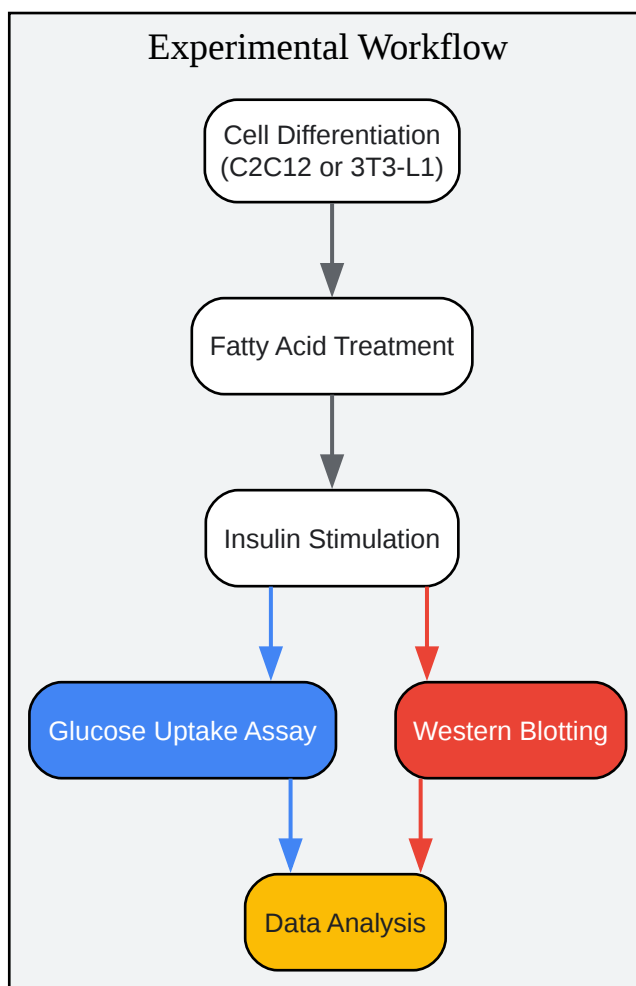 Experimental Workflow
Cell Differentiation
(C2C12 or 3T3-L1)
Fatty Acid Treatment
Insulin Stimulation
Glucose Uptake Assay
Western Blotting
Data Analysis